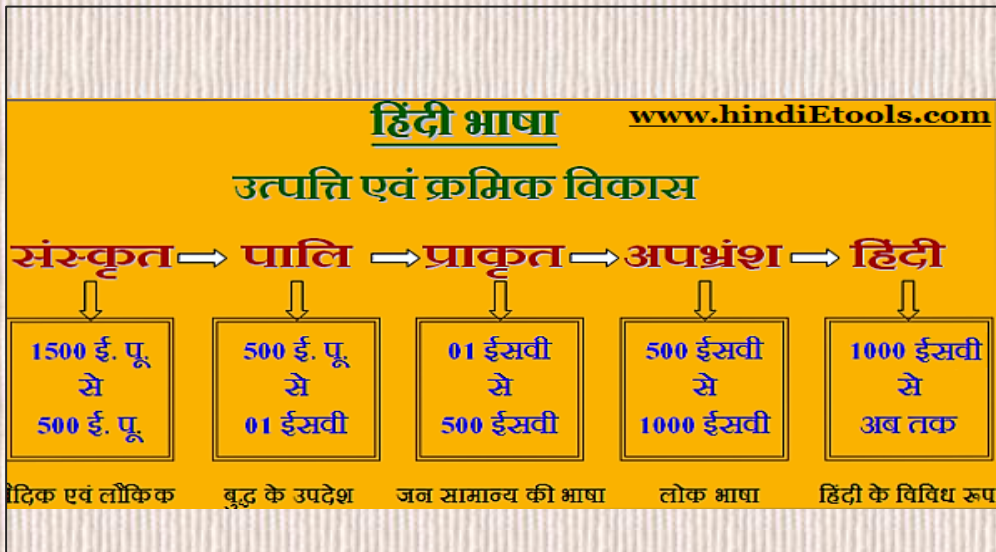 हिंदी भाषा www.hindiEtools.com
उत्पत्ति एवं क्रमिक विकास
संस्कृत पालि प्राकृत अपभ्रंश हिंदी
1500 ई. पू. 500 ई. पू. 01 ईसवी 500 ईसवी 1000 ईसवी
से से से से से
500 ई. पू. 01 ईसवी 500 ईसवी 1000 ईसवी अब तक
एवं लौकिक बुद्ध के उपदेश जन सामान्य की भाषा लोक भाषा हिंदी के विविध रूप